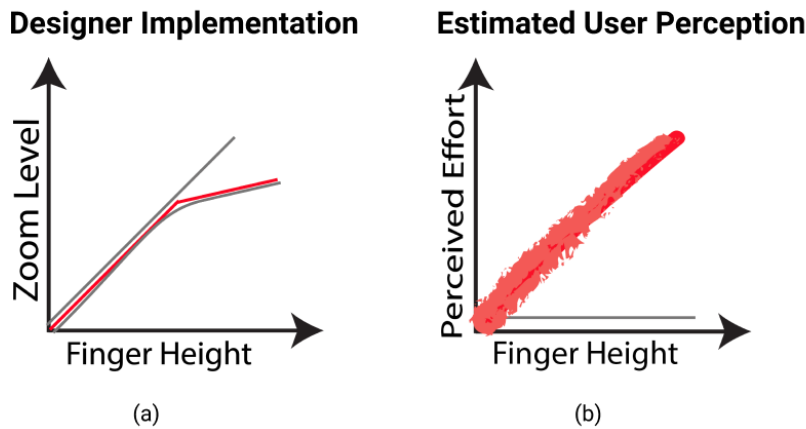 Designer Implementation
Zoom Level
Finger Height
(a)
Estimated User Perception
Perceived Effort
Finger Height
(b)